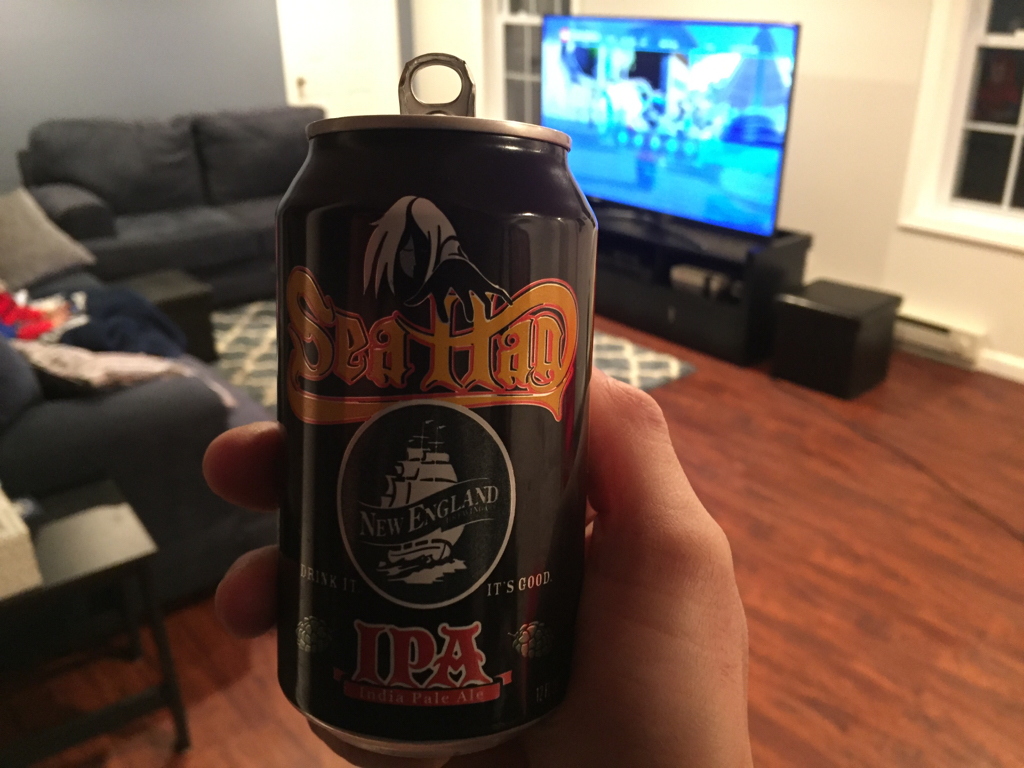 Sea Hag
NEW ENGLAND
DRINK IT
IT'S GOOD.
IPA
India Pale Ale